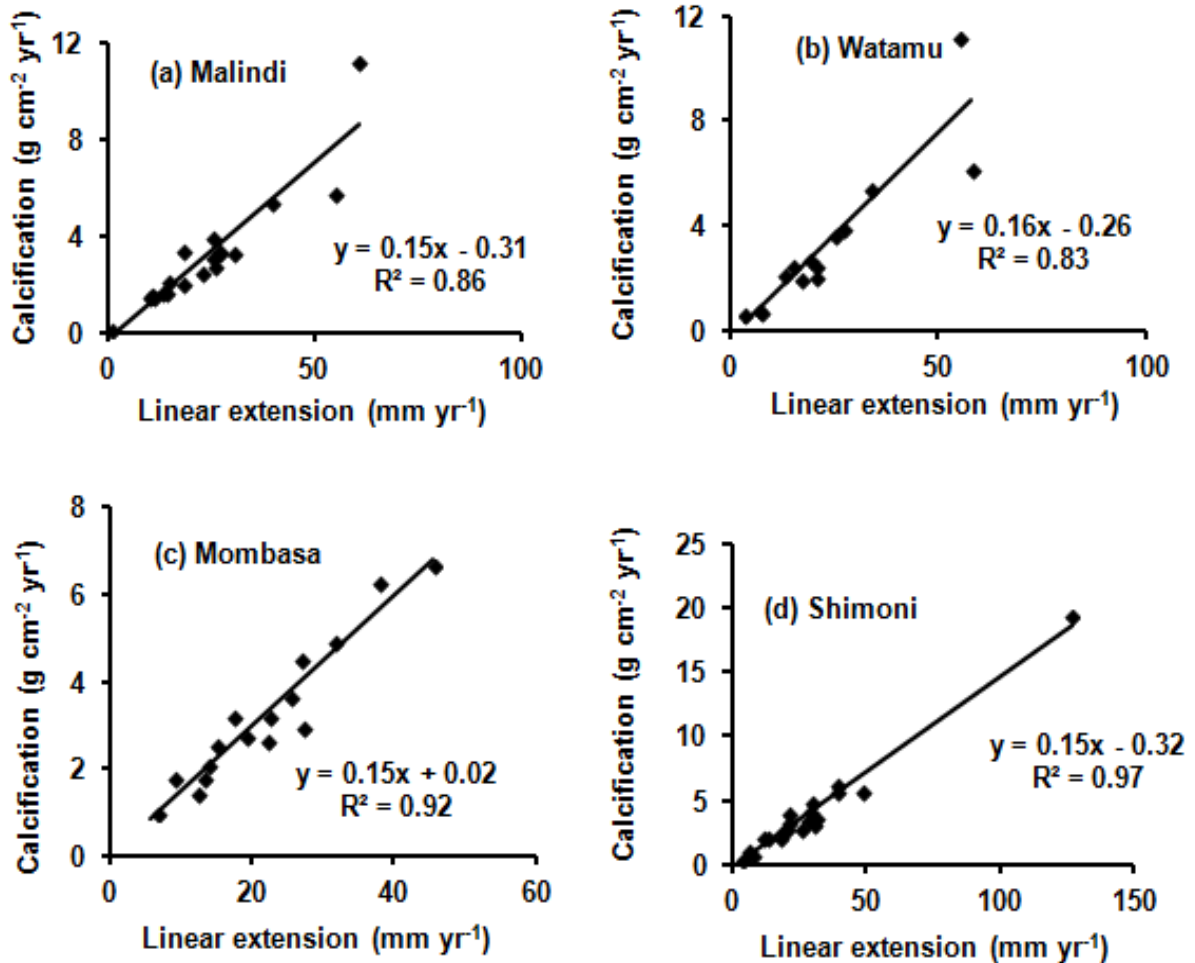 (a) Malindi
Calcification (g cm⁻² yr⁻¹)
12
8
4
0
y = 0.15x - 0.31
R² = 0.86
0 50 100
Linear extension (mm yr⁻¹)
(b) Watamu
Calcification (g cm⁻² yr⁻¹)
12
8
4
0
y = 0.16x - 0.26
R² = 0.83
0 50 100
Linear extension (mm yr⁻¹)
(c) Mombasa
Calcification (g cm⁻² yr⁻¹)
8
6
4
2
0
y = 0.15x + 0.02
R² = 0.92
0 20 40 60
Linear extension (mm yr⁻¹)
(d) Shimoni
Calcification (g cm⁻² yr⁻¹)
25
20
15
10
5
0
y = 0.15x - 0.32
R² = 0.97
0 50 100 150
Linear extension (mm yr⁻¹)